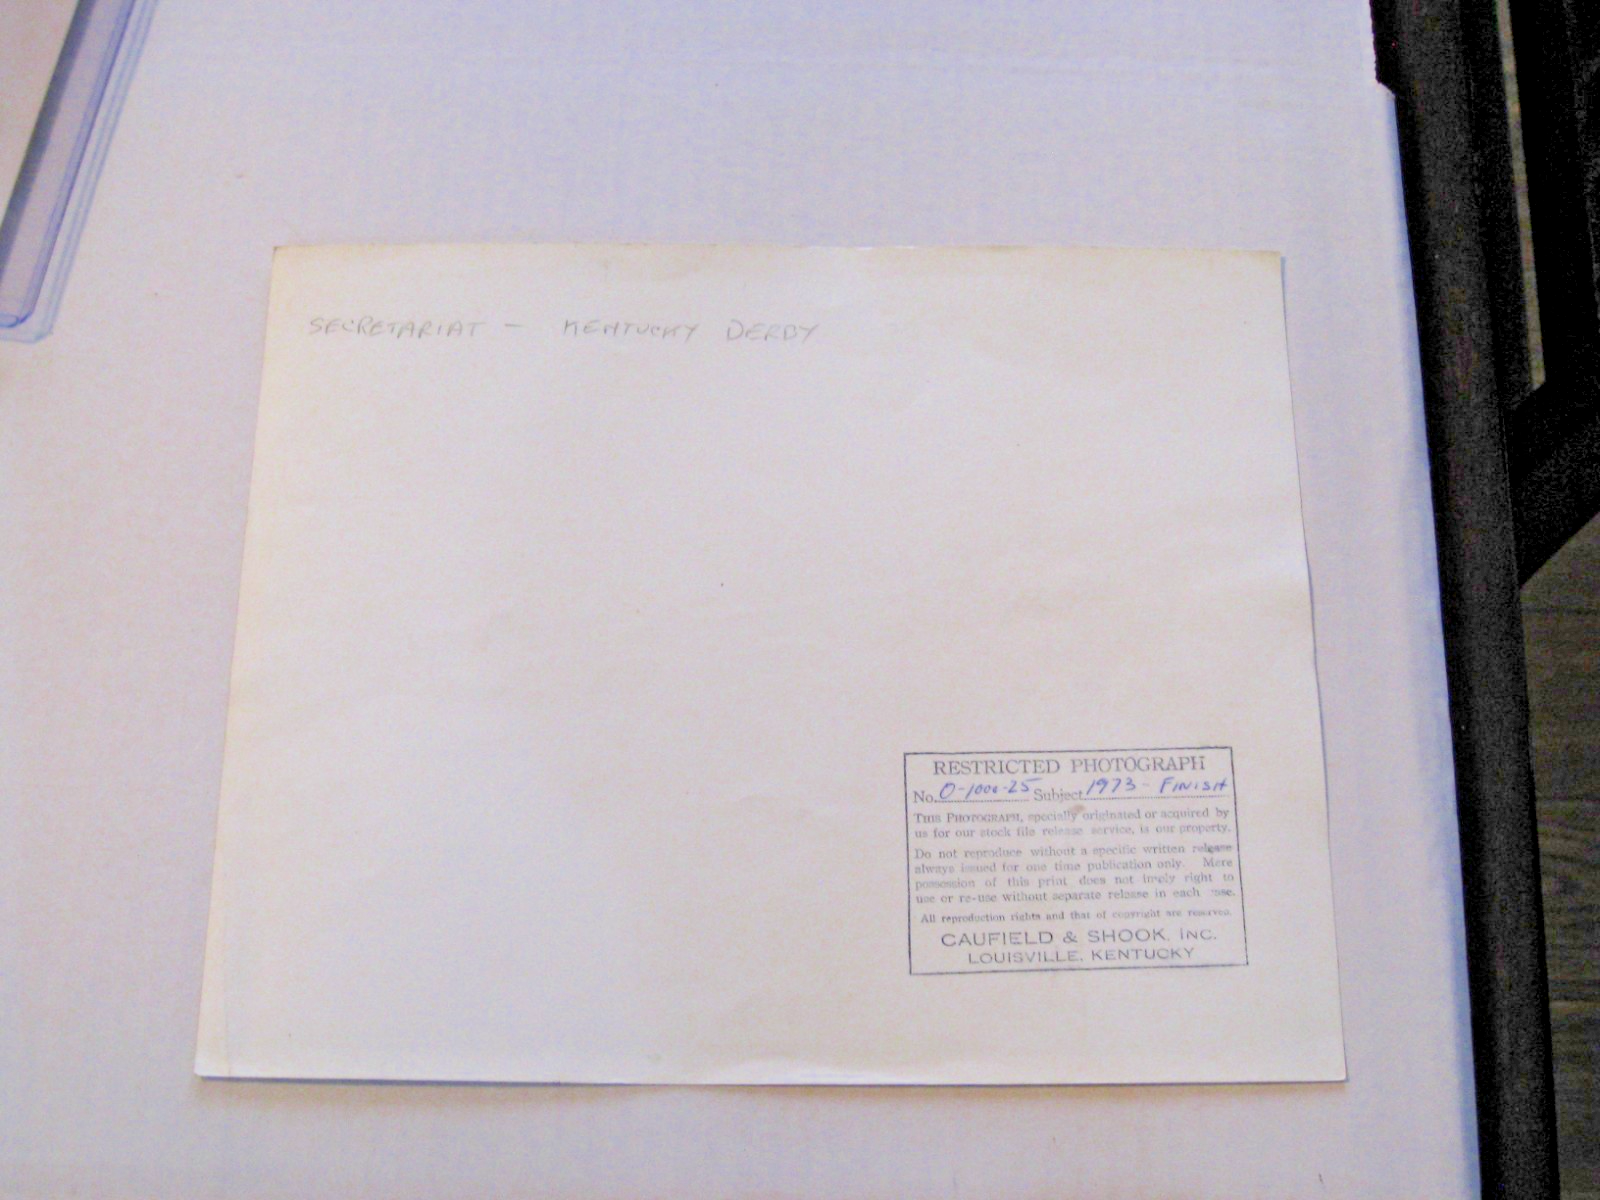 SECRETARIAT - KENTUCKY DERBY
RESTRICTED PHOTOGRAPH
No. O-1000-25 Subject 1973 - FINISH
THIS PHOTOGRAPH, specially originated or acquired by
us for our stock file release service, is our property.
Do not reproduce without a specific written release
always issued for one time publication only. Mere
possession of this print does not imply right to
use or re-use without separate release in each case.
All reproduction rights and that of copyright are reserved.
CAUFIELD & SHOOK, INC.
LOUISVILLE, KENTUCKY